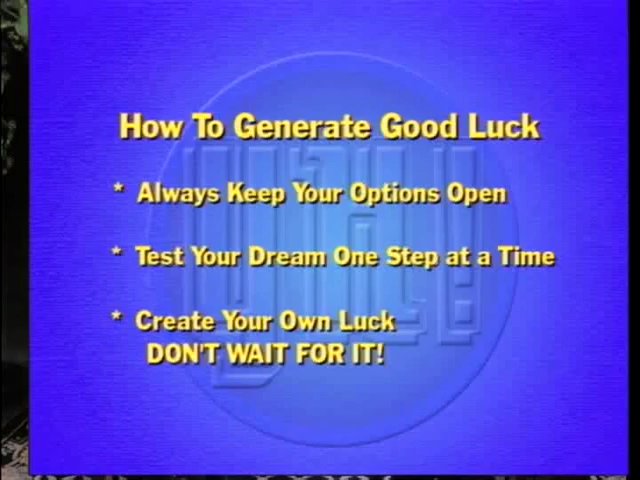 How To Generate Good Luck
* Always Keep Your Options Open
* Test Your Dream One Step at a Time
* Create Your Own Luck
DON'T WAIT FOR IT!